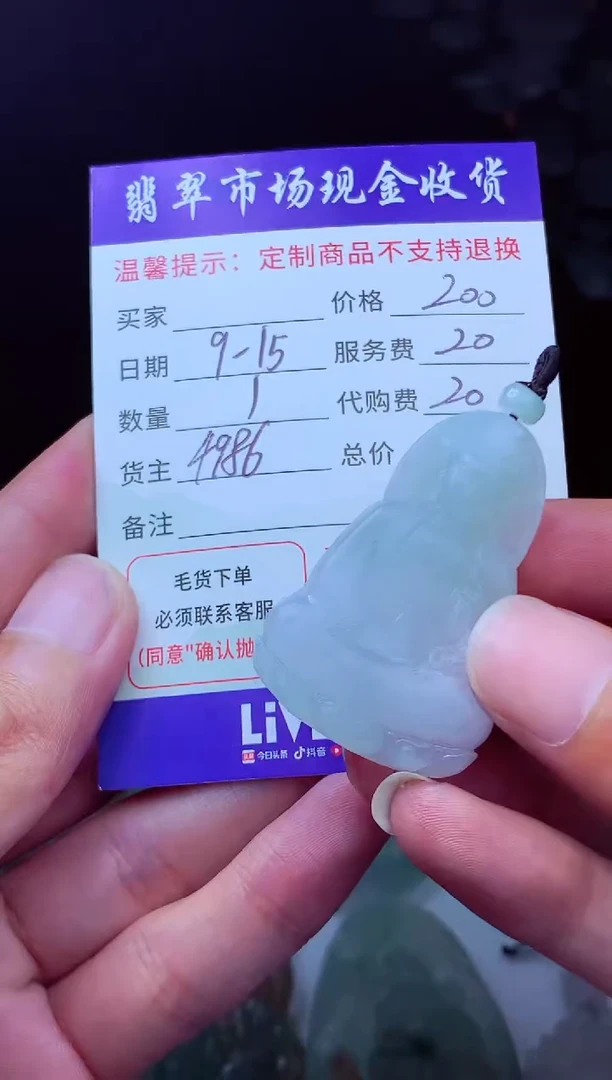 翡翠市场现金收货
温馨提示：定制商品不支持退换
买家 价格 200
日期 9-15 服务费 20
数量 1 代购费 20
货主 4986 总价
备注
毛货下单
必须联系客服
(同意"确认抛
LiV
今日头条 抖音